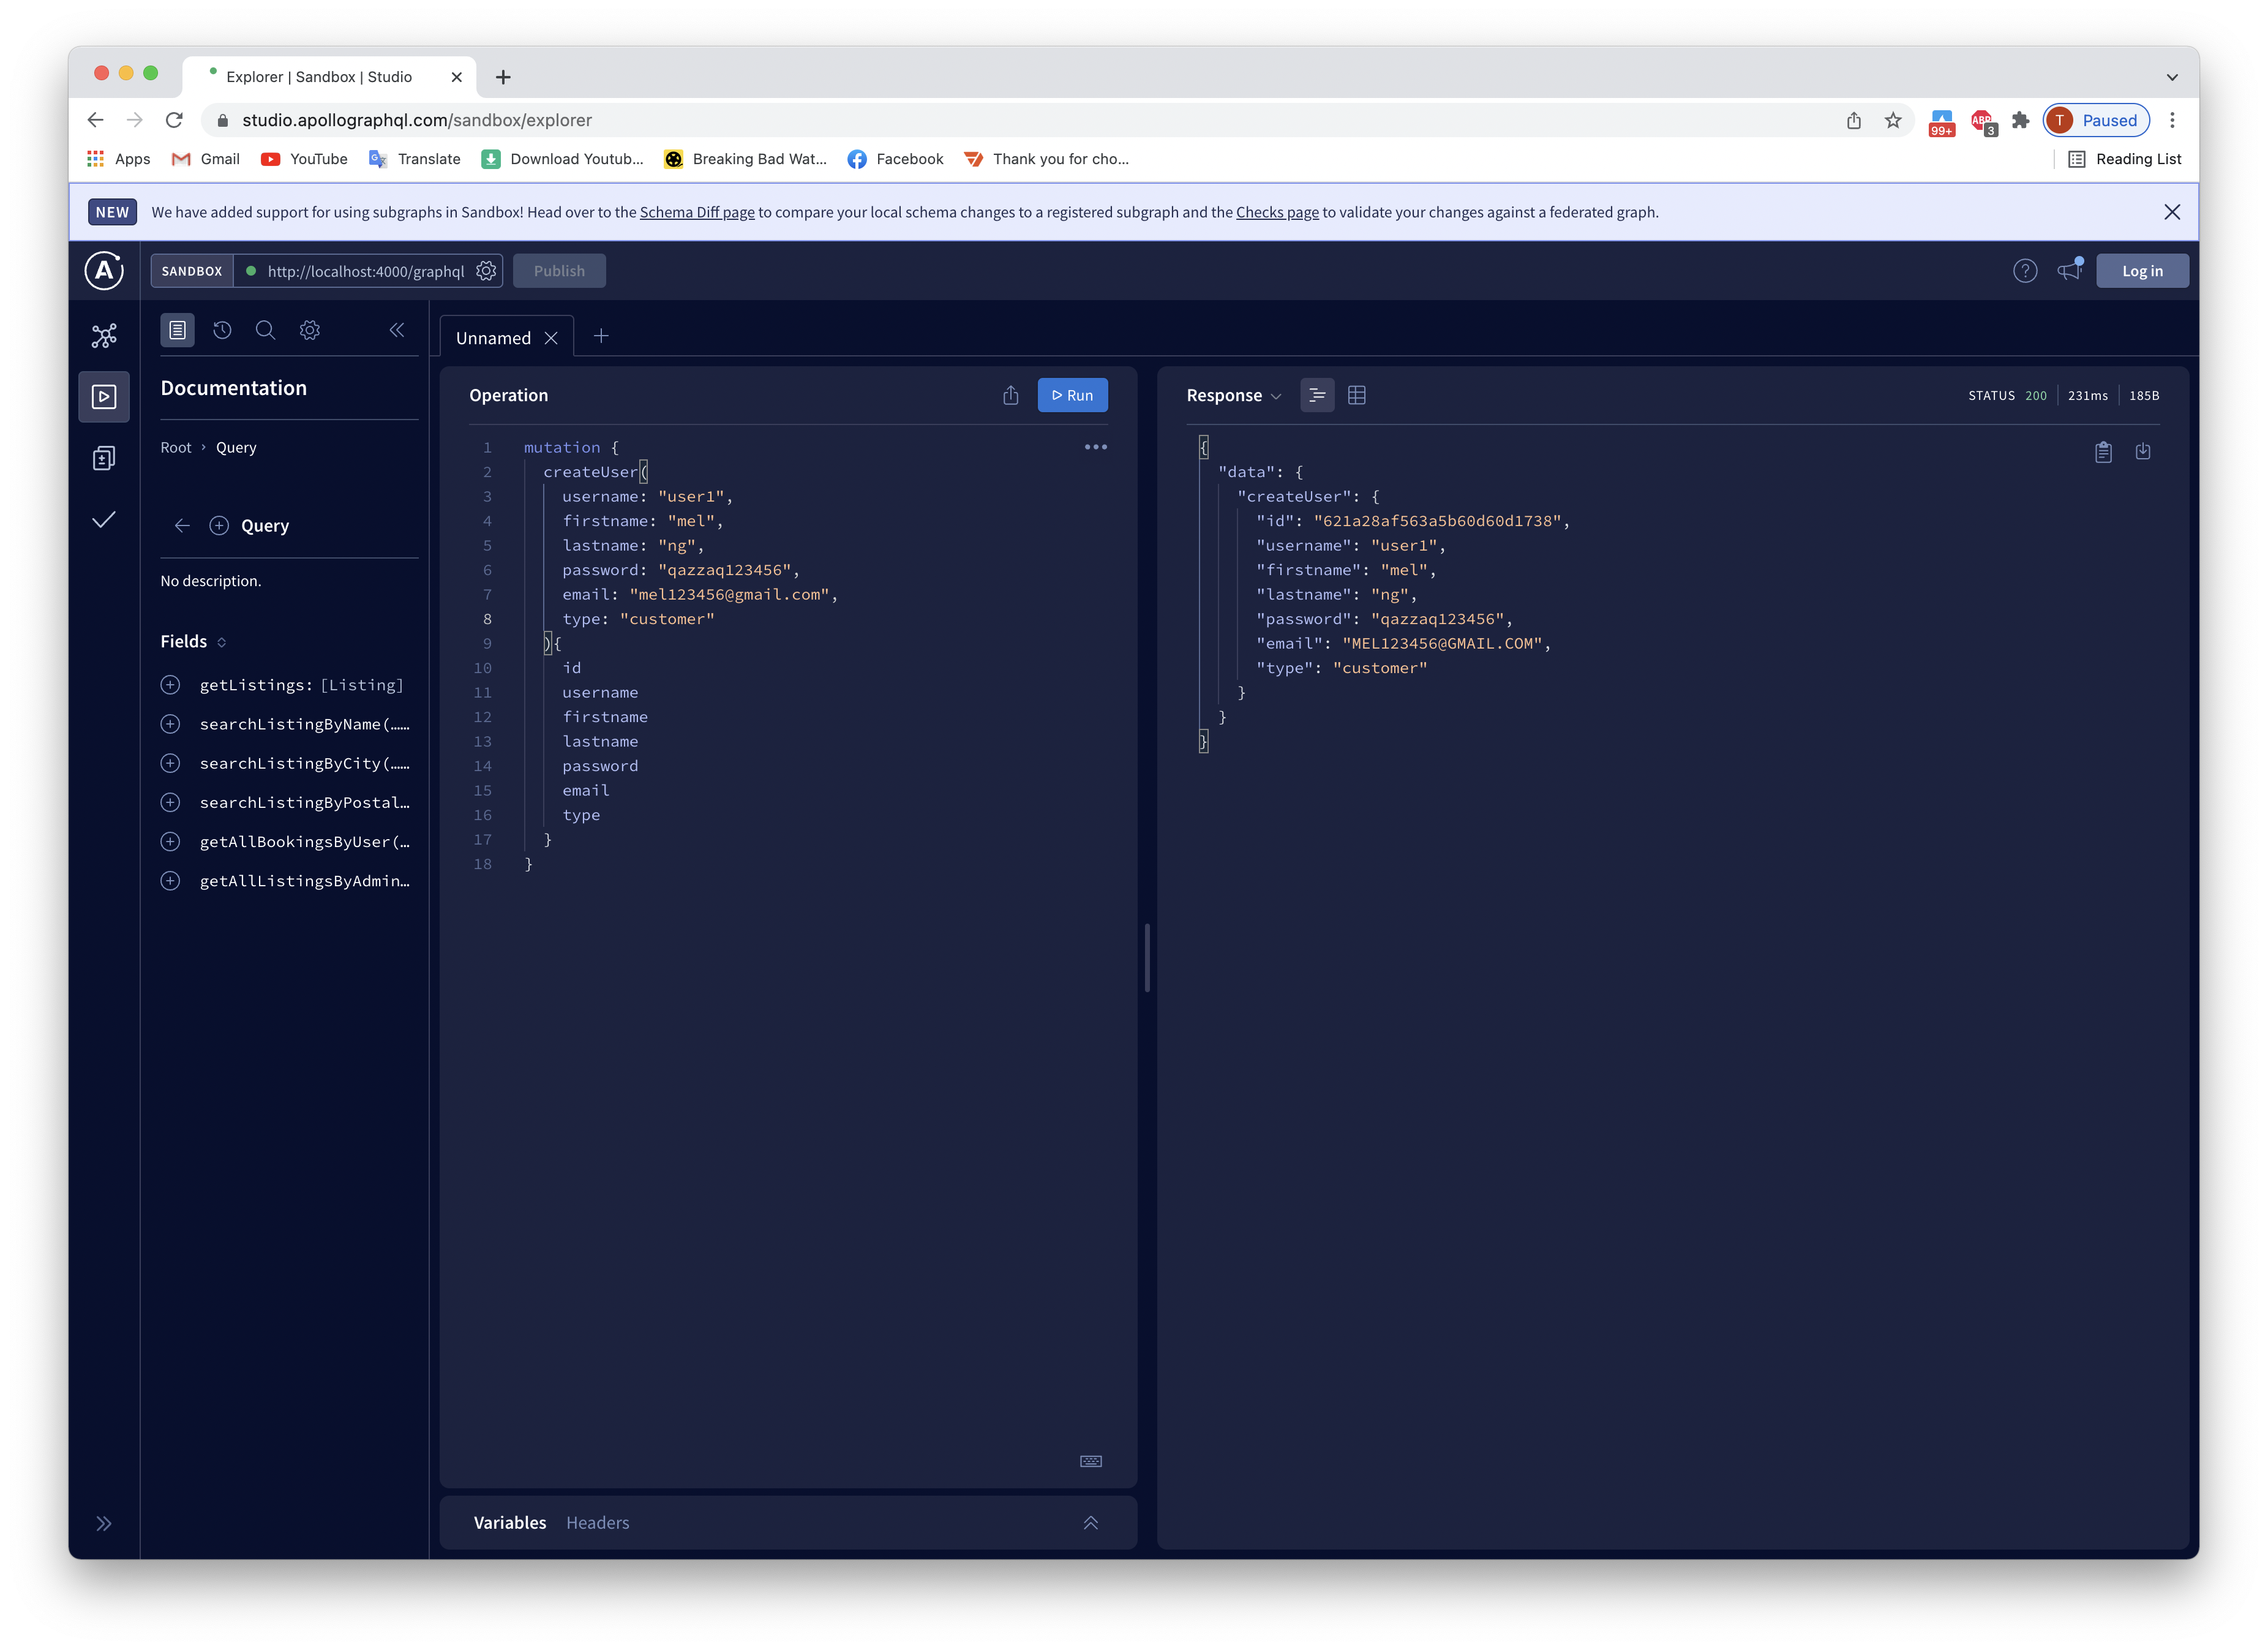 Explorer | Sandbox | Studio
studio.apollographql.com/sandbox/explorer
99+
ABP
3
T
Paused
Apps
Gmail
YouTube
Translate
Download Youtub...
Breaking Bad Wat...
Facebook
Thank you for cho...
Reading List
NEW
We have added support for using subgraphs in Sandbox! Head over to the Schema Diff page to compare your local schema changes to a registered subgraph and the Checks page to validate your changes against a federated graph.
SANDBOX
http://localhost:4000/graphql
Publish
Log in
Documentation
Root › Query
Query
No description.
Fields
getListings: [Listing]
searchListingByName(……
searchListingByCity(……
searchListingByPostal…
getAllBookingsByUser(…
getAllListingsByAdmin…
Unnamed
Operation
Run
1 mutation {
2 createUser(
3 username: "user1",
4 firstname: "mel",
5 lastname: "ng",
6 password: "qazzaq123456",
7 email: "mel123456@gmail.com",
8 type: "customer"
9 ){
10 id
11 username
12 firstname
13 lastname
14 password
15 email
16 type
17 }
18 }
Variables
Headers
Response
STATUS 200
231ms
185B
{
"data": {
"createUser": {
"id": "621a28af563a5b60d60d1738",
"username": "user1",
"firstname": "mel",
"lastname": "ng",
"password": "qazzaq123456",
"email": "MEL123456@GMAIL.COM",
"type": "customer"
}
}
}